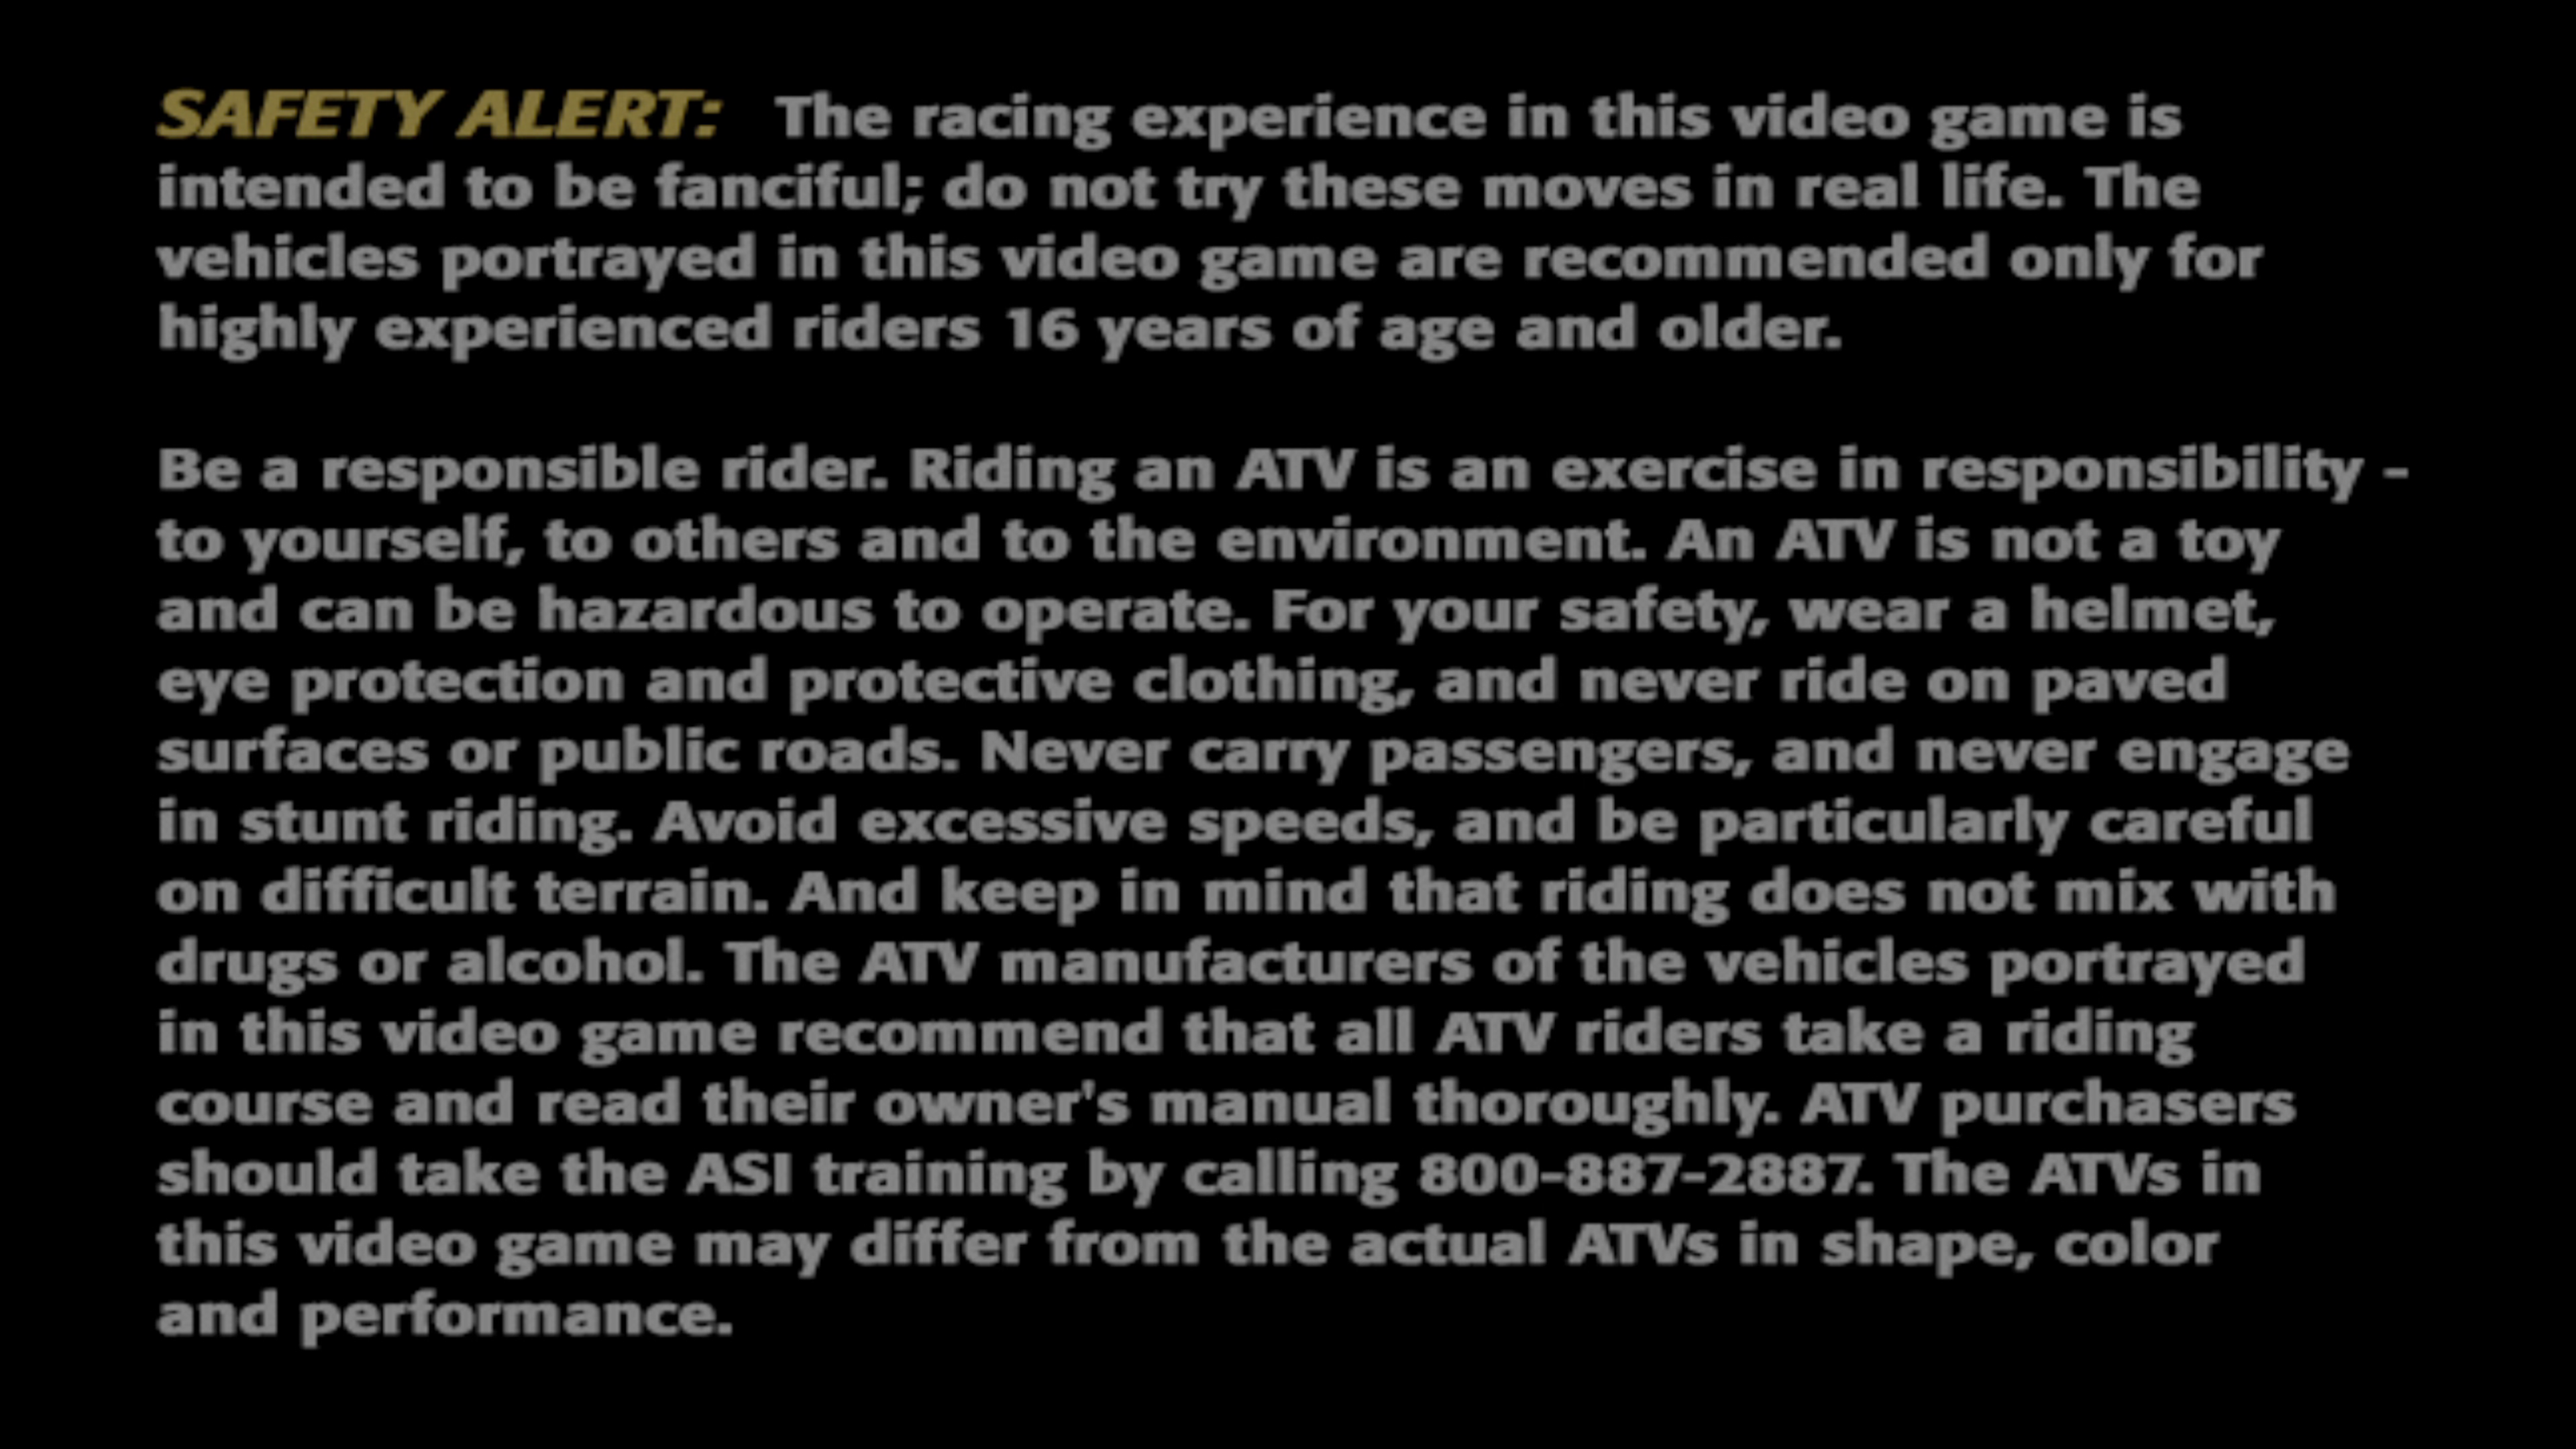 SAFETY ALERT: The racing experience in this video game is
intended to be fanciful; do not try these moves in real life. The
vehicles portrayed in this video game are recommended only for
highly experienced riders 16 years of age and older.
Be a responsible rider. Riding an ATV is an exercise in responsibility -
to yourself, to others and to the environment. An ATV is not a toy
and can be hazardous to operate. For your safety, wear a helmet,
eye protection and protective clothing, and never ride on paved
surfaces or public roads. Never carry passengers, and never engage
in stunt riding. Avoid excessive speeds, and be particularly careful
on difficult terrain. And keep in mind that riding does not mix with
drugs or alcohol. The ATV manufacturers of the vehicles portrayed
in this video game recommend that all ATV riders take a riding
course and read their owner's manual thoroughly. ATV purchasers
should take the ASI training by calling 800-887-2887. The ATVs in
this video game may differ from the actual ATVs in shape, color
and performance.